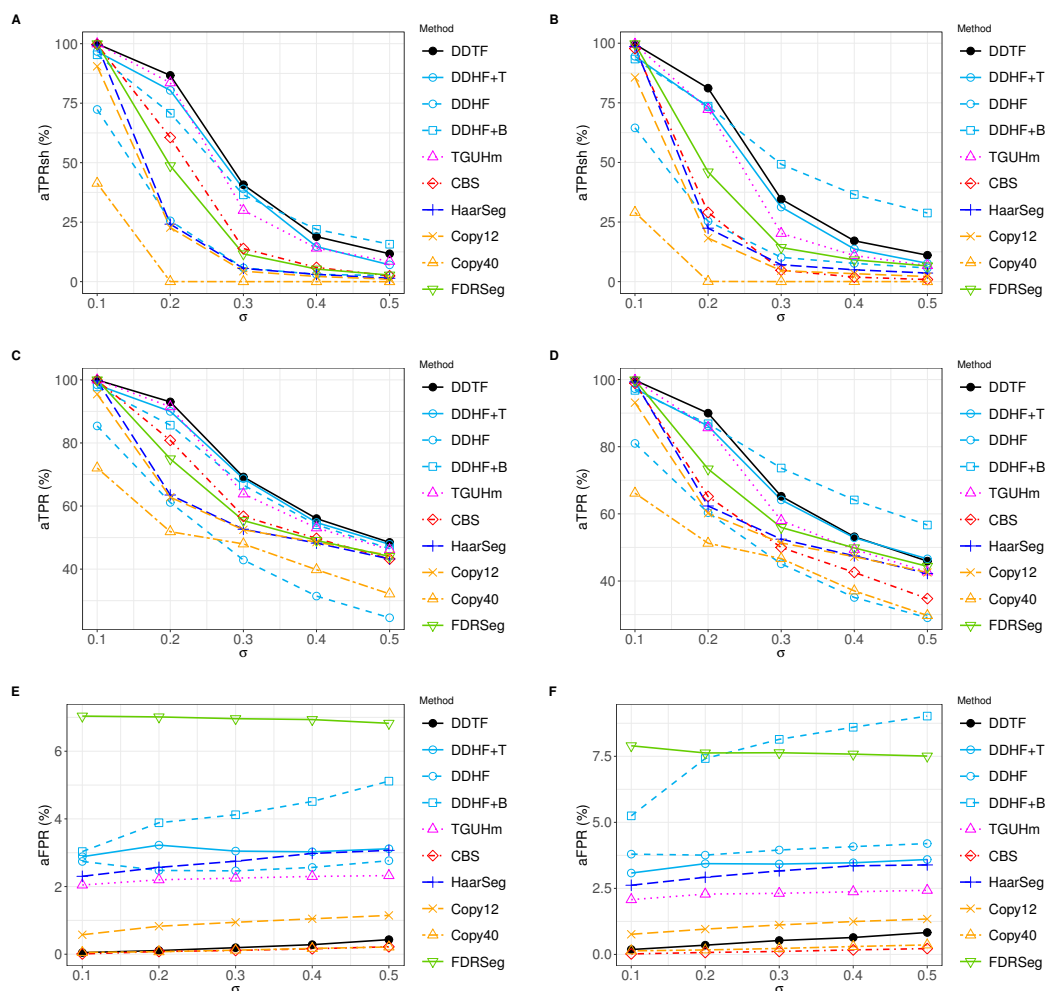 A
Method
DDTF
DDHF+T
DDHF
DDHF+B
TGUHm
CBS
HaarSeg
Copy12
Copy40
FDRSeg
aTPRsh (%)
100
75
50
25
0
0.1 0.2 0.3 0.4 0.5
σ
B
Method
DDTF
DDHF+T
DDHF
DDHF+B
TGUHm
CBS
HaarSeg
Copy12
Copy40
FDRSeg
aTPRsh (%)
100
75
50
25
0
0.1 0.2 0.3 0.4 0.5
σ
C
Method
DDTF
DDHF+T
DDHF
DDHF+B
TGUHm
CBS
HaarSeg
Copy12
Copy40
FDRSeg
aTPR (%)
100
80
60
40
0.1 0.2 0.3 0.4 0.5
σ
D
Method
DDTF
DDHF+T
DDHF
DDHF+B
TGUHm
CBS
HaarSeg
Copy12
Copy40
FDRSeg
aTPR (%)
100
80
60
40
0.1 0.2 0.3 0.4 0.5
σ
E
Method
DDTF
DDHF+T
DDHF
DDHF+B
TGUHm
CBS
HaarSeg
Copy12
Copy40
FDRSeg
aFPR (%)
6
4
2
0
0.1 0.2 0.3 0.4 0.5
σ
F
Method
DDTF
DDHF+T
DDHF
DDHF+B
TGUHm
CBS
HaarSeg
Copy12
Copy40
FDRSeg
aFPR (%)
7.5
5.0
2.5
0.0
0.1 0.2 0.3 0.4 0.5
σ